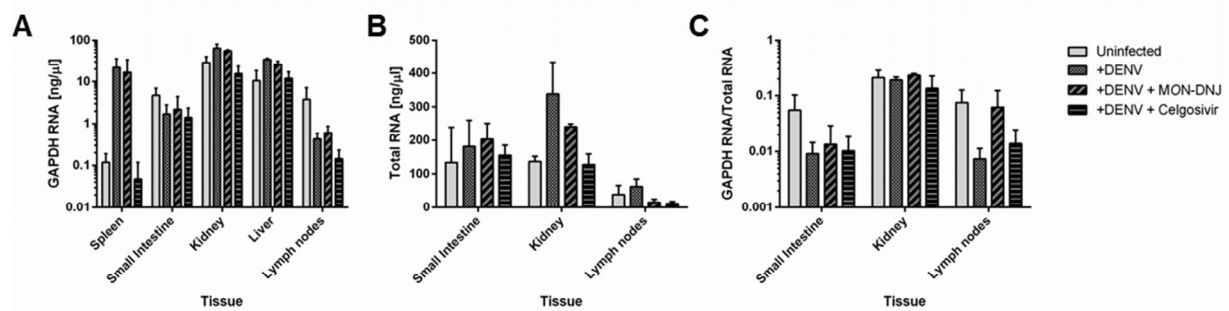 A
GAPDH RNA [ng/µl]
100
10
1
0.1
0.01
Spleen
Small Intestine
Kidney
Liver
Lymph nodes
Tissue
B
Total RNA [ng/µl]
500
400
300
200
100
0
Small Intestine
Kidney
Lymph nodes
Tissue
C
GAPDH RNA/Total RNA
1
0.1
0.01
0.001
Small Intestine
Kidney
Lymph nodes
Tissue
Uninfected
+DENV
+DENV + MON-DNJ
+DENV + Celgosivir